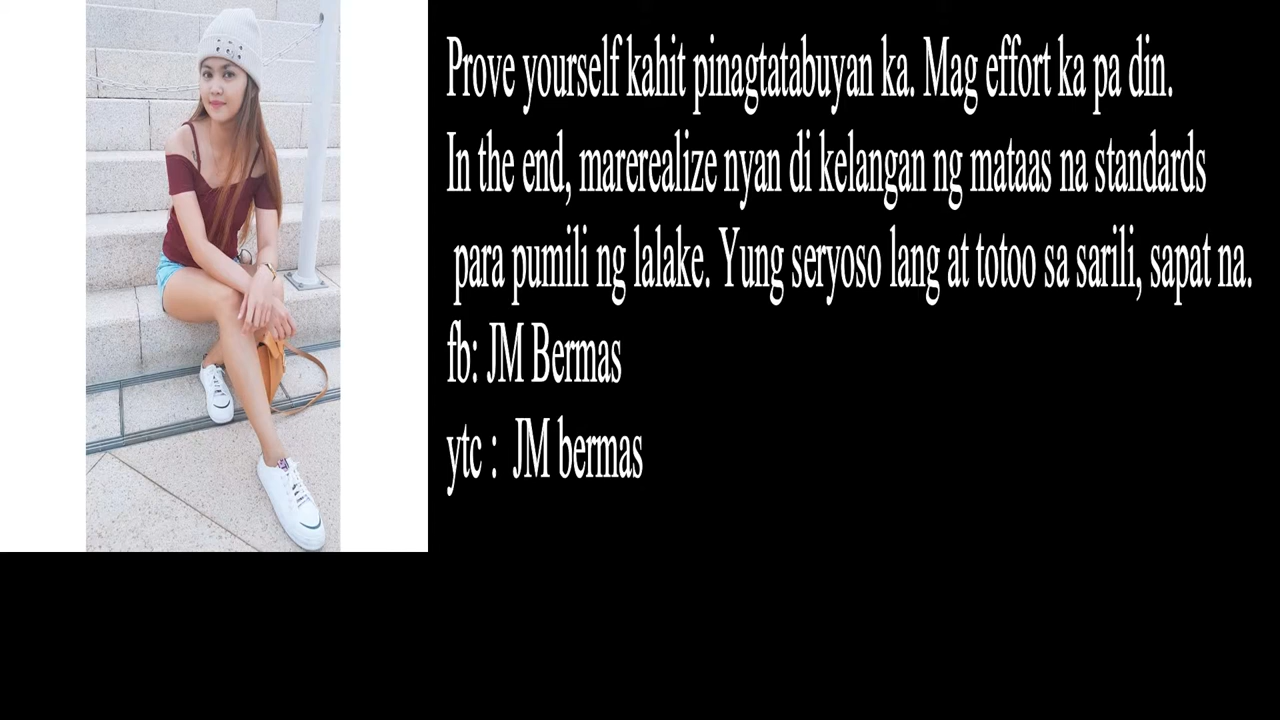 Prove yourself kahit pinagtatabuyan ka. Mag effort ka pa din.
In the end, marerealize nyan di kelangan ng mataas na standards
para pumili ng lalake. Yung seryoso lang at totoo sa sarili, sapat na.
fb: JM Bermas
ytc : JM bermas